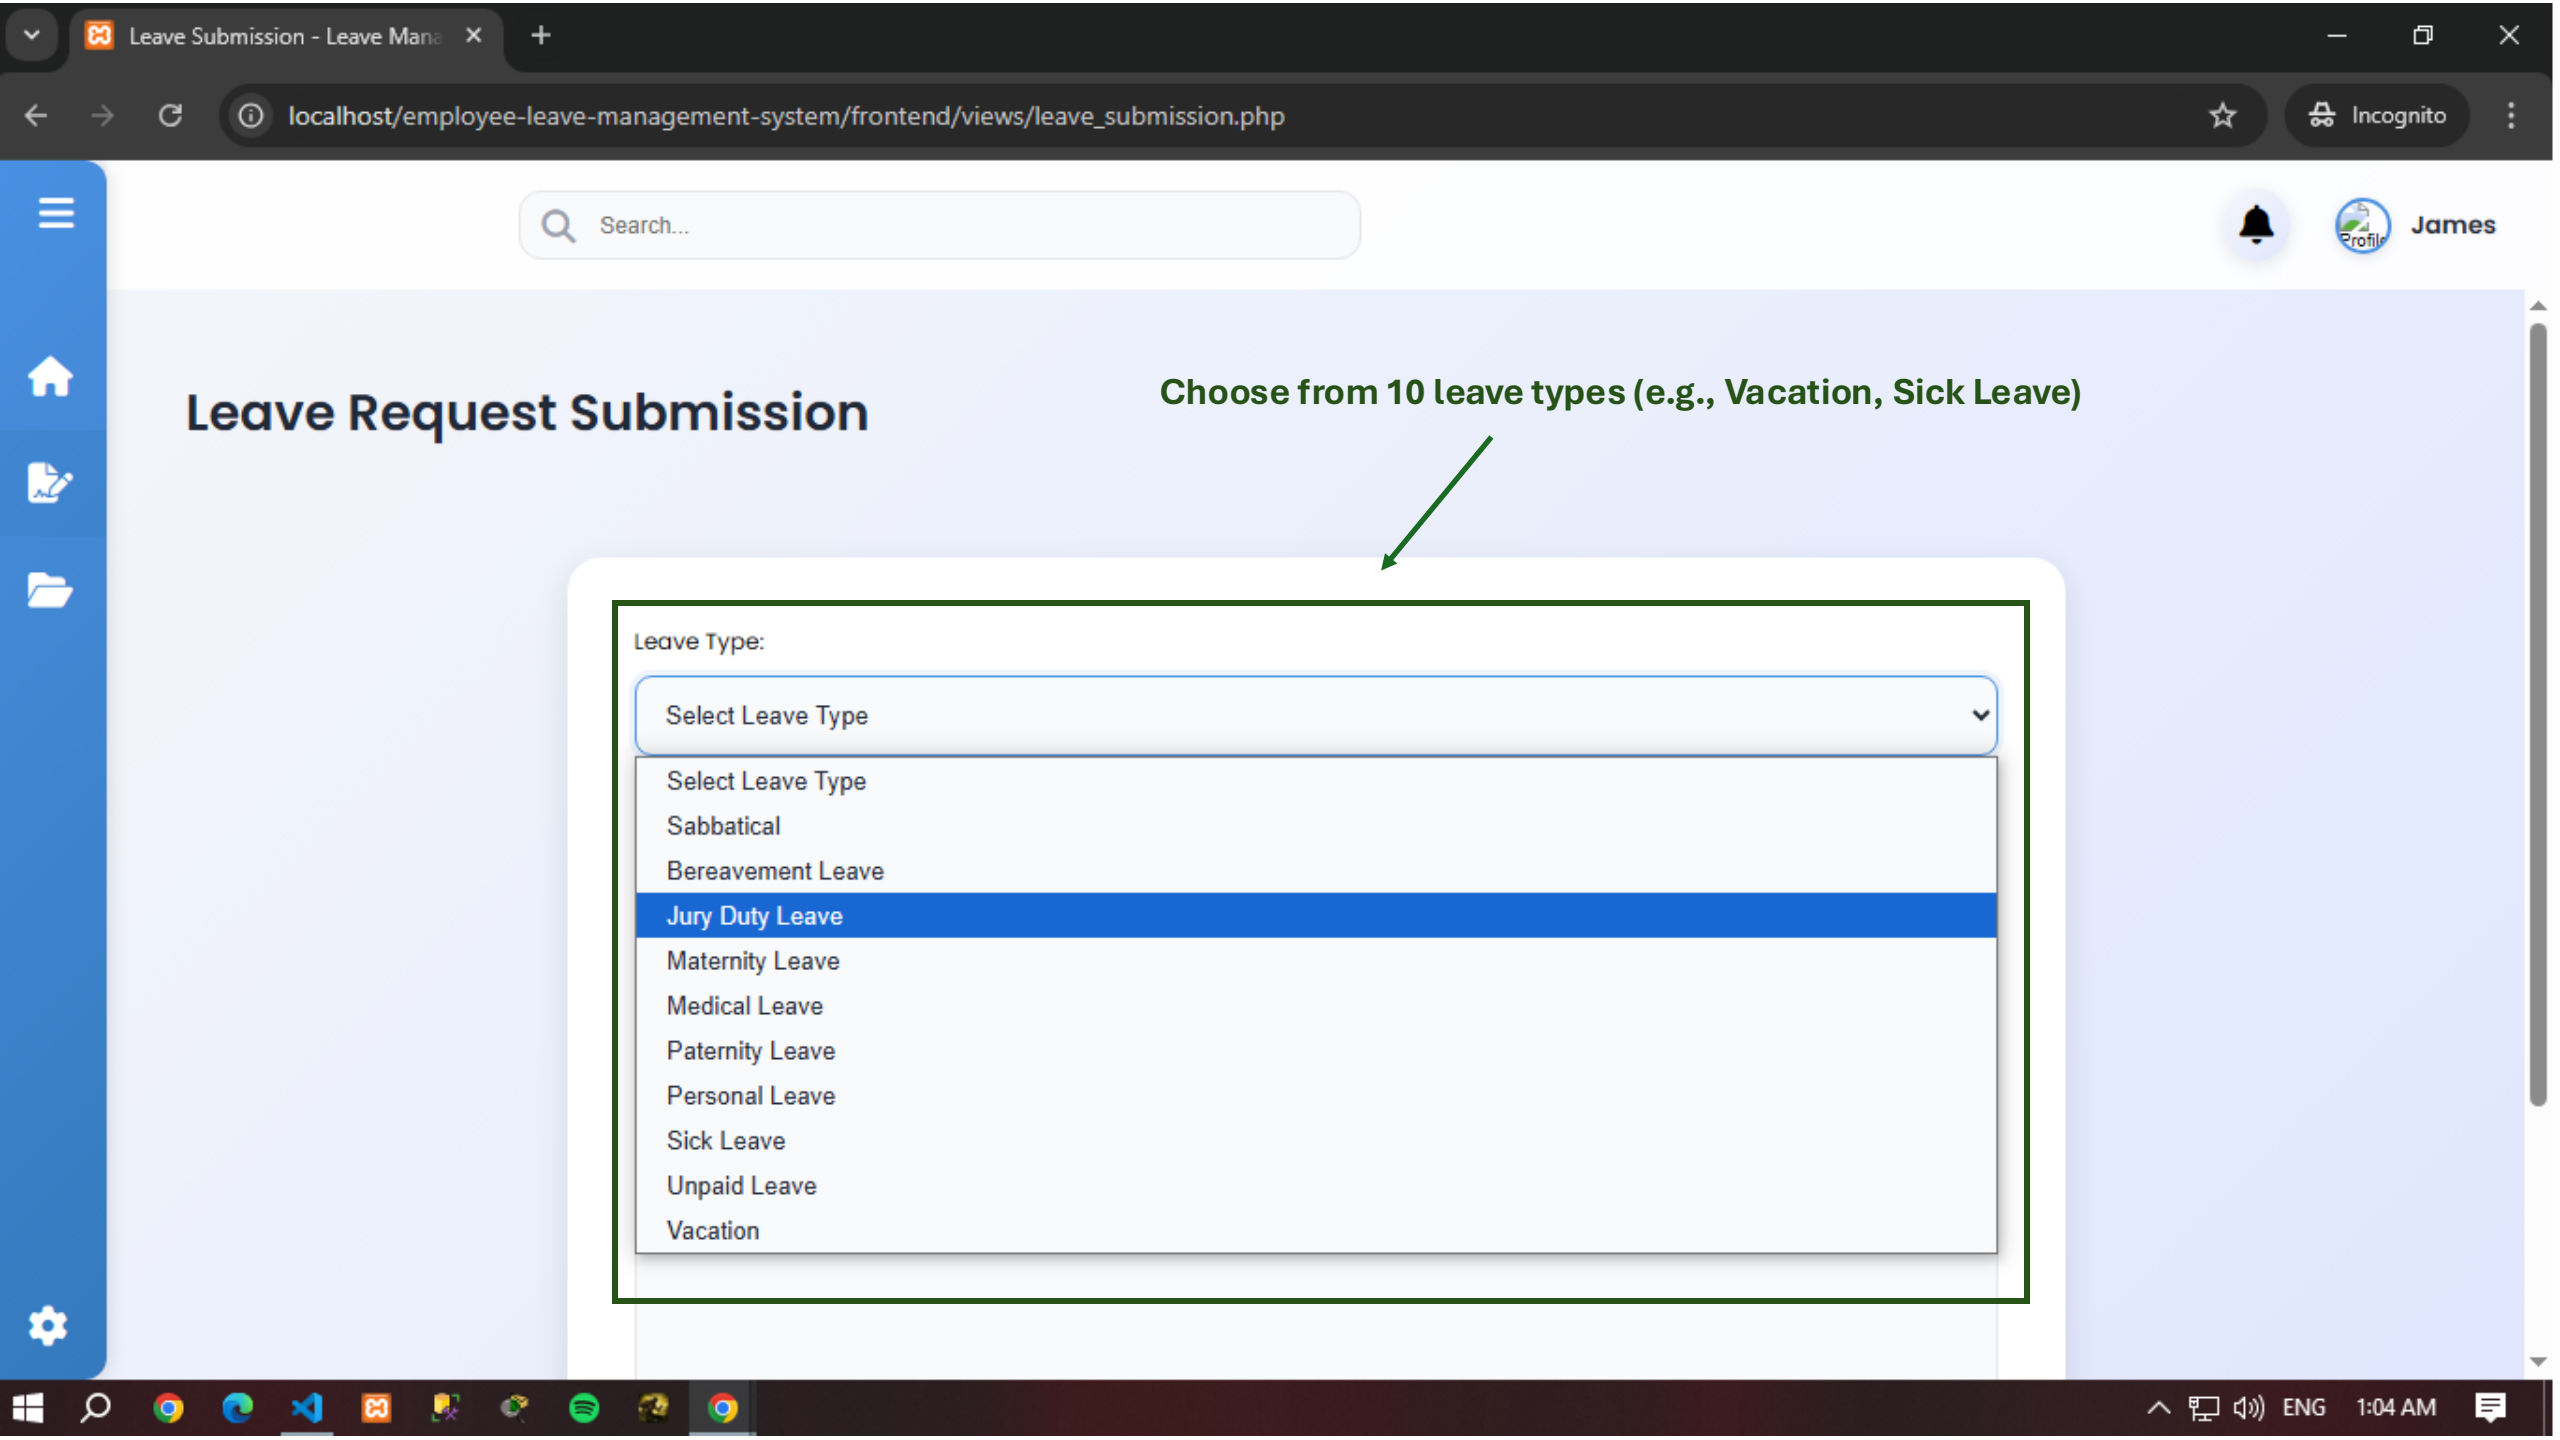 Leave Submission - Leave Mana
localhost/employee-leave-management-system/frontend/views/leave_submission.php
Incognito
Search...
Profile
James
Leave Request Submission
Choose from 10 leave types (e.g., Vacation, Sick Leave)
Leave Type:
Select Leave Type
Select Leave Type
Sabbatical
Bereavement Leave
Jury Duty Leave
Maternity Leave
Medical Leave
Paternity Leave
Personal Leave
Sick Leave
Unpaid Leave
Vacation
ENG
1:04 AM